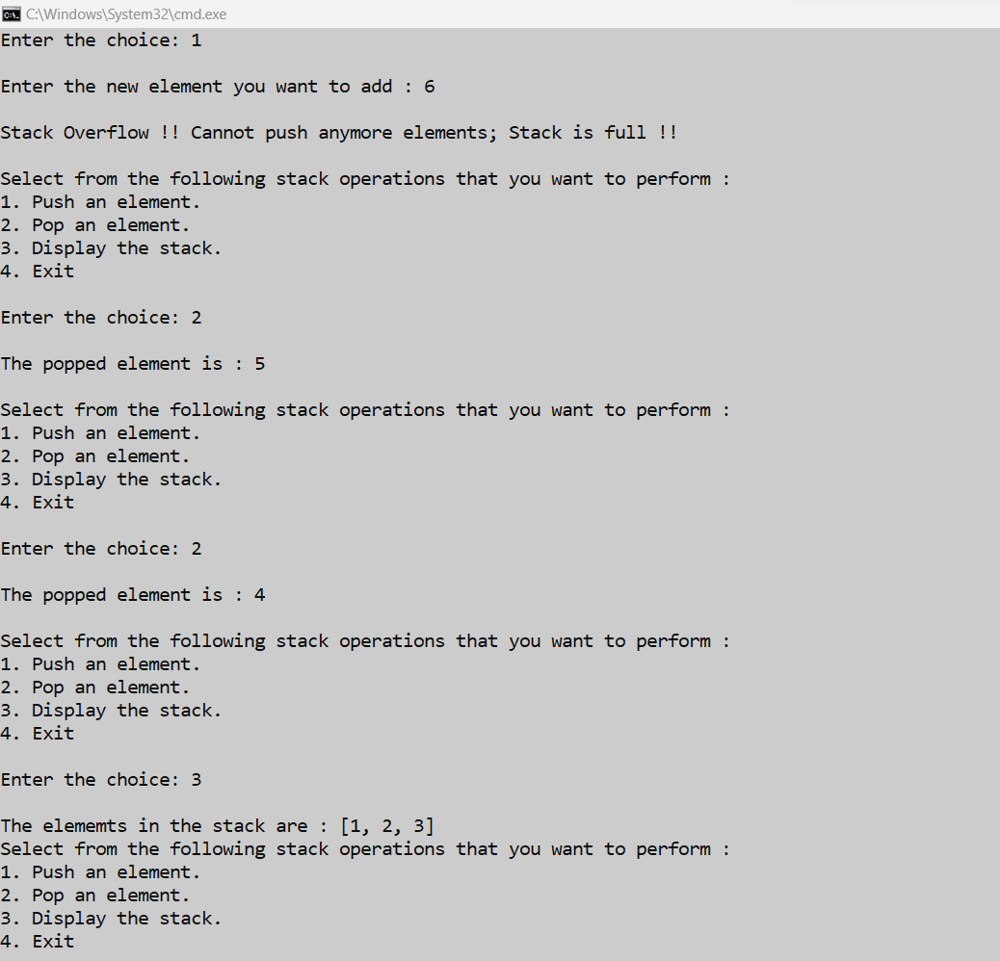 C:\Windows\System32\cmd.exe
Enter the choice: 1
Enter the new element you want to add : 6
Stack Overflow !! Cannot push anymore elements; Stack is full !!
Select from the following stack operations that you want to perform :
1. Push an element.
2. Pop an element.
3. Display the stack.
4. Exit
Enter the choice: 2
The popped element is : 5
Select from the following stack operations that you want to perform :
1. Push an element.
2. Pop an element.
3. Display the stack.
4. Exit
Enter the choice: 2
The popped element is : 4
Select from the following stack operations that you want to perform :
1. Push an element.
2. Pop an element.
3. Display the stack.
4. Exit
Enter the choice: 3
The elememts in the stack are : [1, 2, 3]
Select from the following stack operations that you want to perform :
1. Push an element.
2. Pop an element.
3. Display the stack.
4. Exit